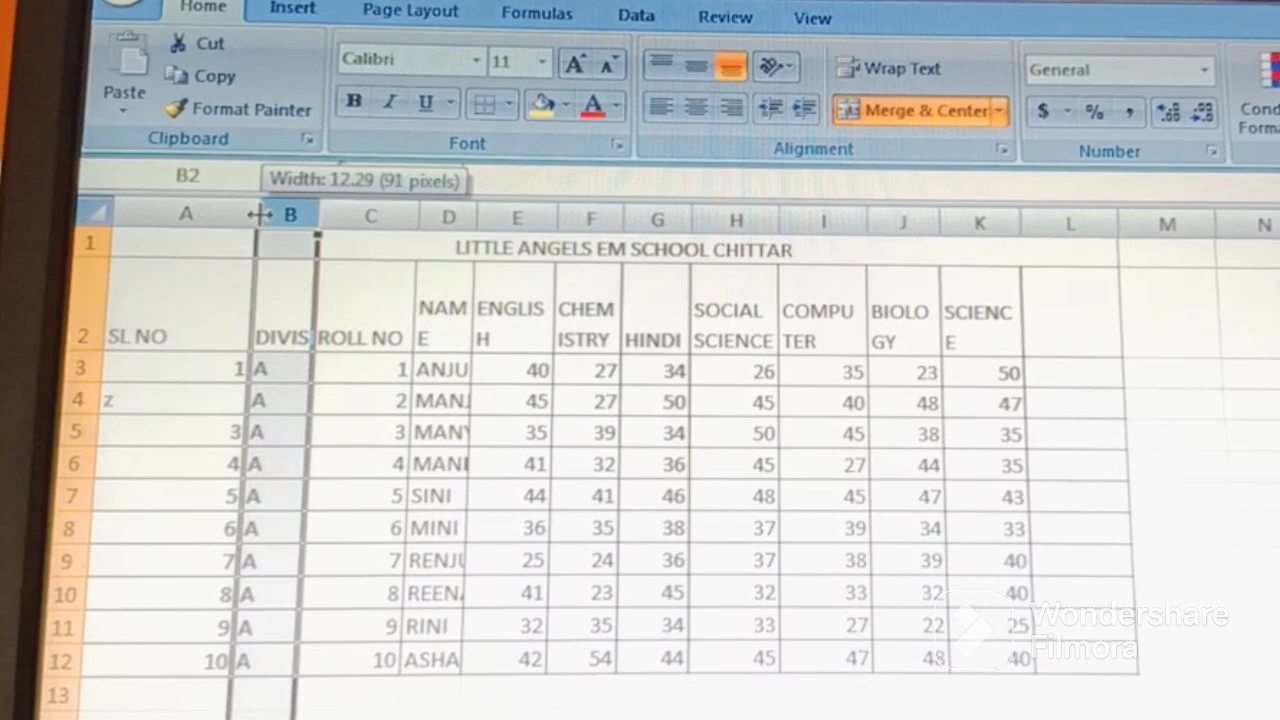 Home Insert Page Layout Formulas Data Review View
Cut
Copy
Format Painter
Paste
Clipboard
Calibri 11
B I U
Font
Wrap Text
Merge & Center
Alignment
General
$ % ,
Number
Cond
Forma
B2
Width: 12.29 (91 pixels)
A B C D E F G H I J K L M N
1 LITTLE ANGELS EM SCHOOL CHITTAR
2 SL NO DIVIS ROLL NO NAM E ENGLIS H CHEM ISTRY HINDI SOCIAL SCIENCE COMPU TER BIOLO GY SCIENC E
3 1 A 1 ANJU 40 27 34 26 35 23 50
4 z A 2 MAN 45 27 50 45 40 48 47
5 3 A 3 MAN 35 39 34 50 45 38 35
6 4 A 4 MAN 41 32 36 45 27 44 35
7 5 A 5 SINI 44 41 46 48 45 47 43
8 6 A 6 MINI 36 35 38 37 39 34 33
9 7 A 7 RENJU 25 24 36 37 38 39 40
10 8 A 8 REEN 41 23 45 32 33 32 40
11 9 A 9 RINI 32 35 34 33 27 22 25
12 10 A 10 ASHA 42 54 44 45 47 48 40
13
Wondershare
Filmora